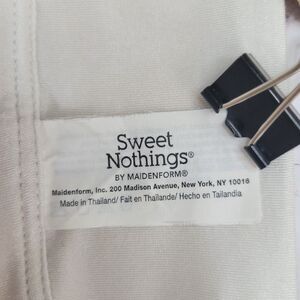 Sweet
Nothings®
BY MAIDENFORM®
Maidenform, Inc. 200 Madison Avenue, New York, NY 10016
Made in Thailand/ Fait en Thaïlande/ Hecho en Tailandia